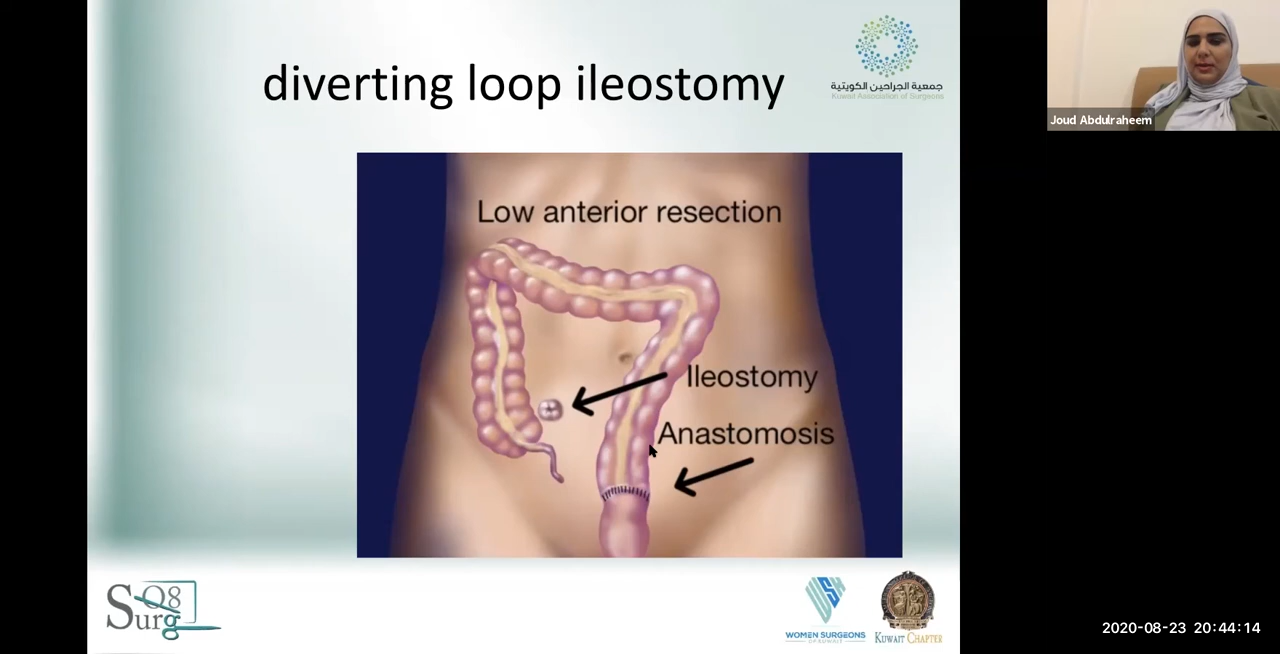 diverting loop ileostomy
جمعية الجراحين الكويتية
Kuwait Association of Surgeons
Joud Abdulraheem
Low anterior resection
Ileostomy
Anastomosis
Q8
Surg
WOMEN SURGEONS
OF KUWAIT
KUWAIT CHAPTER
2020-08-23 20:44:14